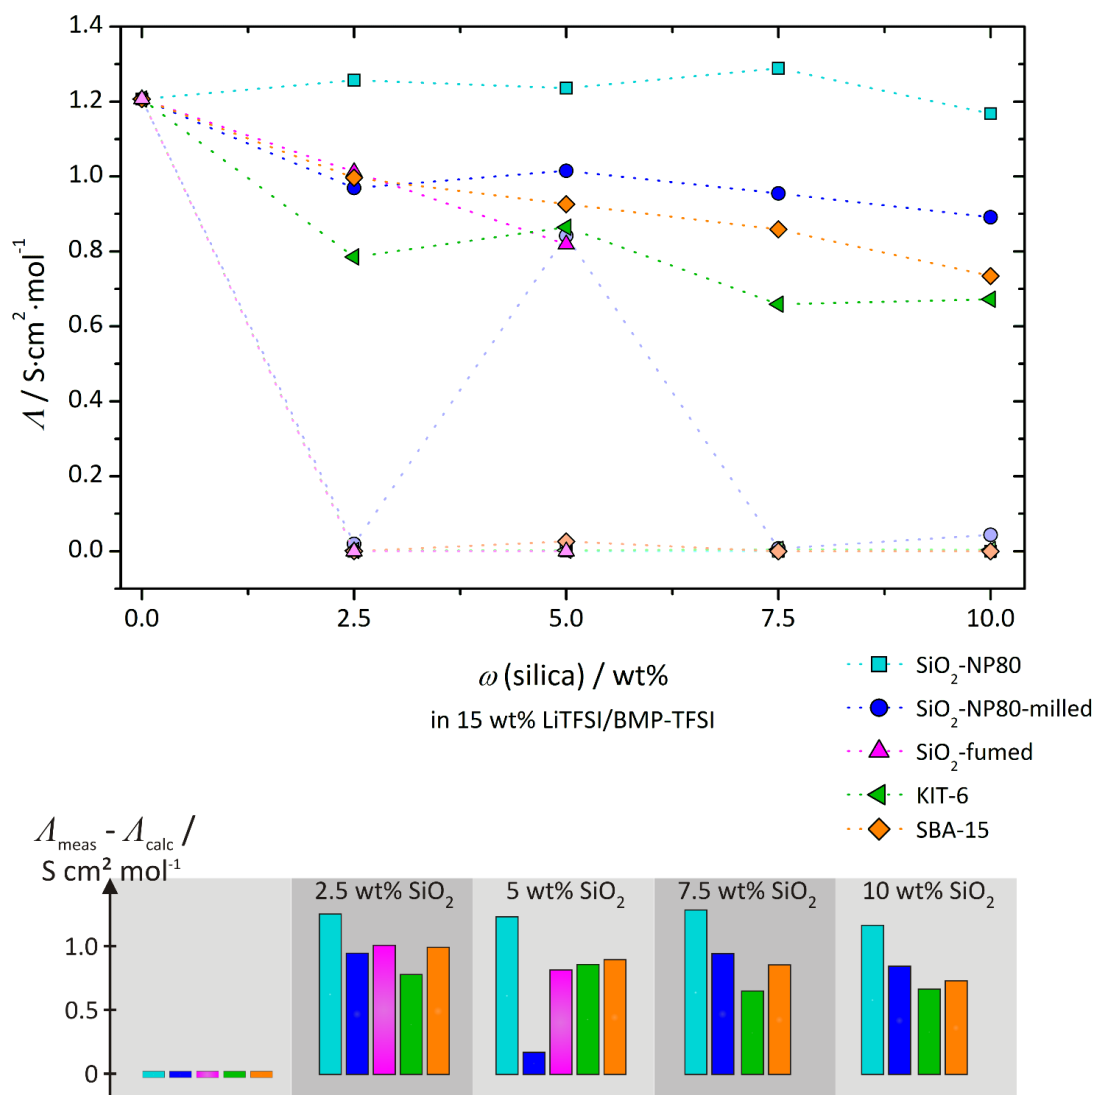 1.4
1.2
1.0
0.8
0.6
0.4
0.2
0.0
Λ / S·cm²·mol⁻¹
0.0 2.5 5.0 7.5 10.0
ω (silica) / wt%
in 15 wt% LiTFSI/BMP-TFSI
SiO₂-NP80
SiO₂-NP80-milled
SiO₂-fumed
KIT-6
SBA-15
Λmeas - Λcalc /
S cm² mol⁻¹
2.5 wt% SiO₂ 5 wt% SiO₂ 7.5 wt% SiO₂ 10 wt% SiO₂
1.0
0.5
0